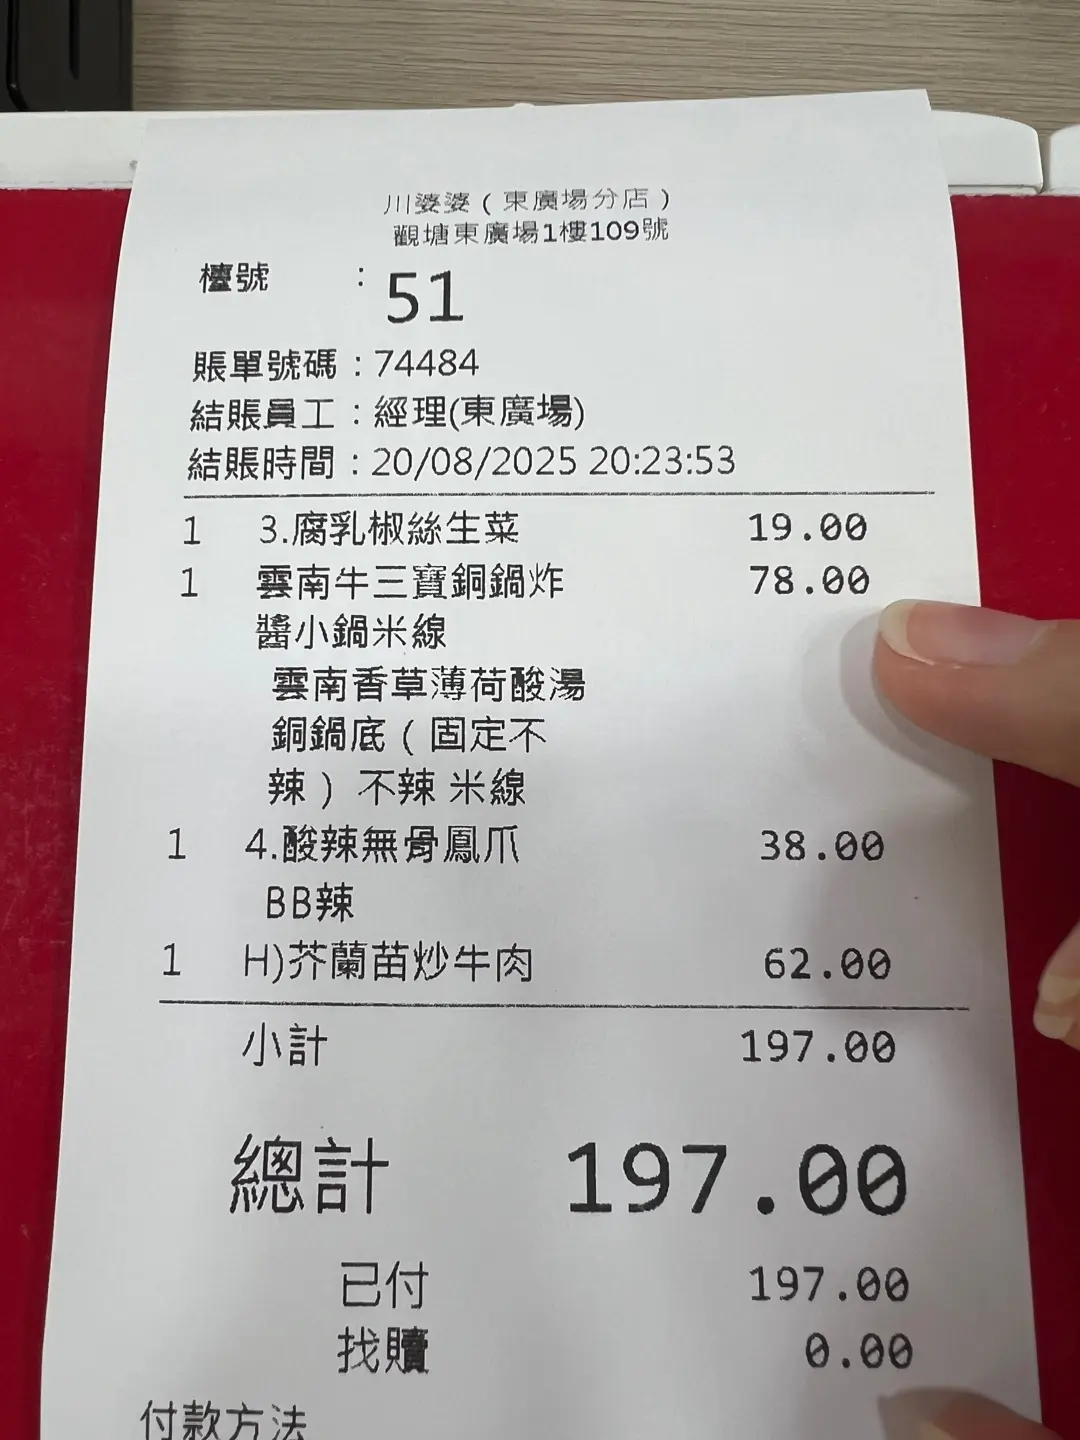 川婆婆（東廣場分店）
觀塘東廣場1樓109號
檯號 : 51
賬單號碼：74484
結賬員工：經理(東廣場)
結賬時間：20/08/2025 20:23:53
1 3.腐乳椒絲生菜 19.00
1 雲南牛三寶銅鍋炸 78.00
醬小鍋米線
雲南香草薄荷酸湯
銅鍋底（固定不
辣） 不辣 米線
1 4.酸辣無骨鳳爪 38.00
BB辣
1 H)芥蘭苗炒牛肉 62.00
小計 197.00
總計 197.00
已付 197.00
找贖 0.00
付款方法